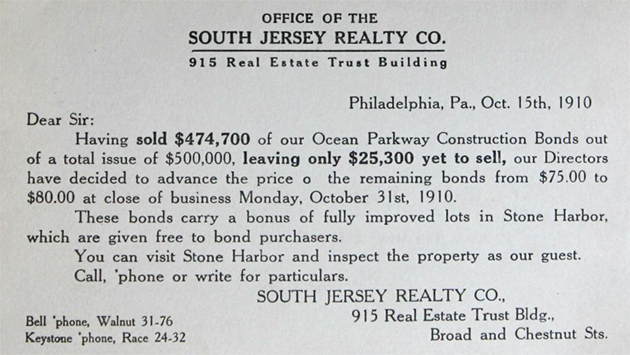 OFFICE OF THE
SOUTH JERSEY REALTY CO.
915 Real Estate Trust Building
Philadelphia, Pa., Oct. 15th, 1910
Dear Sir:
Having sold $474,700 of our Ocean Parkway Construction Bonds out
of a total issue of $500,000, leaving only $25,300 yet to sell, our Directors
have decided to advance the price o the remaining bonds from $75.00 to
$80.00 at close of business Monday, October 31st, 1910.
These bonds carry a bonus of fully improved lots in Stone Harbor,
which are given free to bond purchasers.
You can visit Stone Harbor and inspect the property as our guest.
Call, 'phone or write for particulars.
SOUTH JERSEY REALTY CO.,
915 Real Estate Trust Bldg.,
Broad and Chestnut Sts.
Bell 'phone, Walnut 31-76
Keystone 'phone, Race 24-32